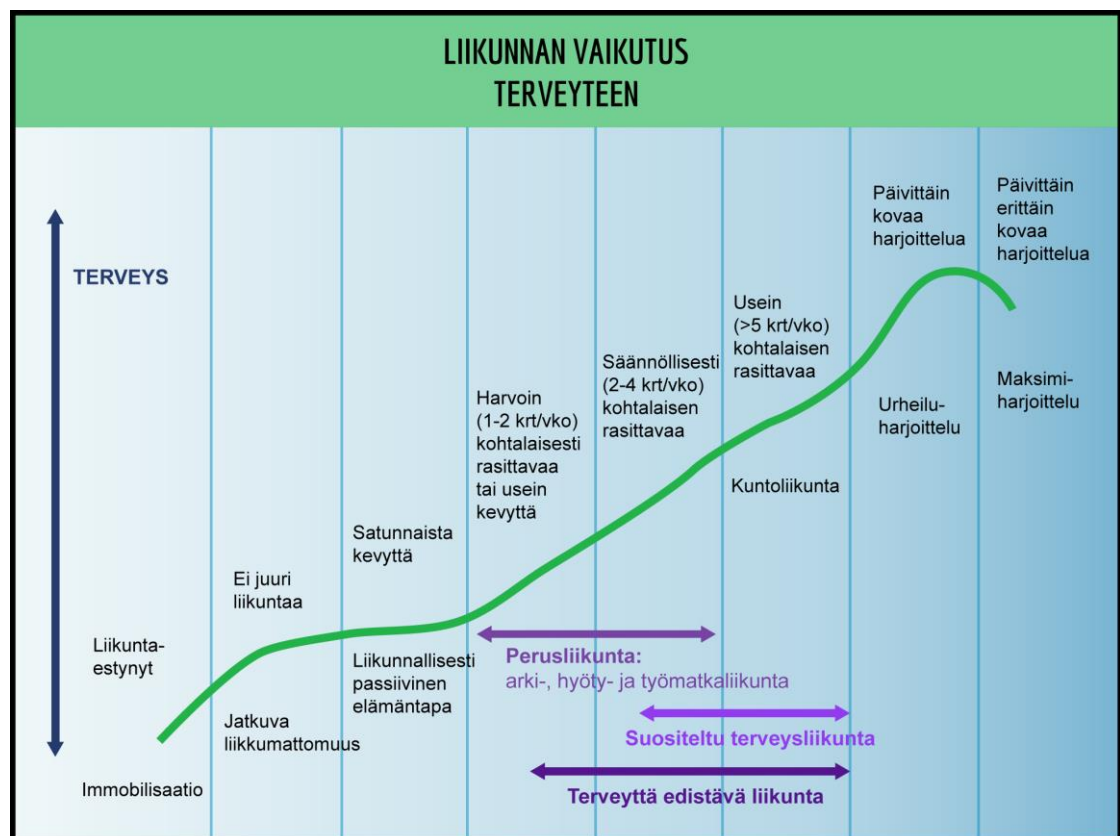 LIIKUNNAN VAIKUTUS
TERVEYTEEN
TERVEYS
Liikunta-
estynyt
Immobilisaatio
Ei juuri
liikuntaa
Jatkuva
liikkumattomuus
Satunnaista
kevyttä
Liikunnallisesti
passiivinen
elämäntapa
Harvoin
(1-2 krt/vko)
kohtalaisesti
rasittavaa
tai usein
kevyttä
Säännöllisesti
(2-4 krt/vko)
kohtalaisen
rasittavaa
Usein
(>5 krt/vko)
kohtalaisen
rasittavaa
Kuntoliikunta
Päivittäin
kovaa
harjoittelua
Urheilu-
harjoittelu
Päivittäin
erittäin
kovaa
harjoittelua
Maksimi-
harjoittelu
Perusliikunta:
arki-, hyöty- ja työmatkaliikunta
Suositeltu terveysliikunta
Terveyttä edistävä liikunta